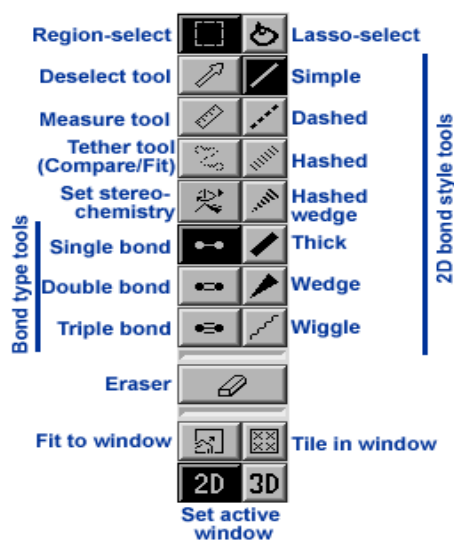 Region-select
Lasso-select
Deselect tool
Simple
Measure tool
Dashed
Tether tool
(Compare/Fit)
Hashed
Set stereo-
chemistry
Hashed
wedge
Single bond
Thick
Double bond
Wedge
Triple bond
Wiggle
Bond type tools
2D bond style tools
Eraser
Fit to window
Tile in window
2D
3D
Set active
window